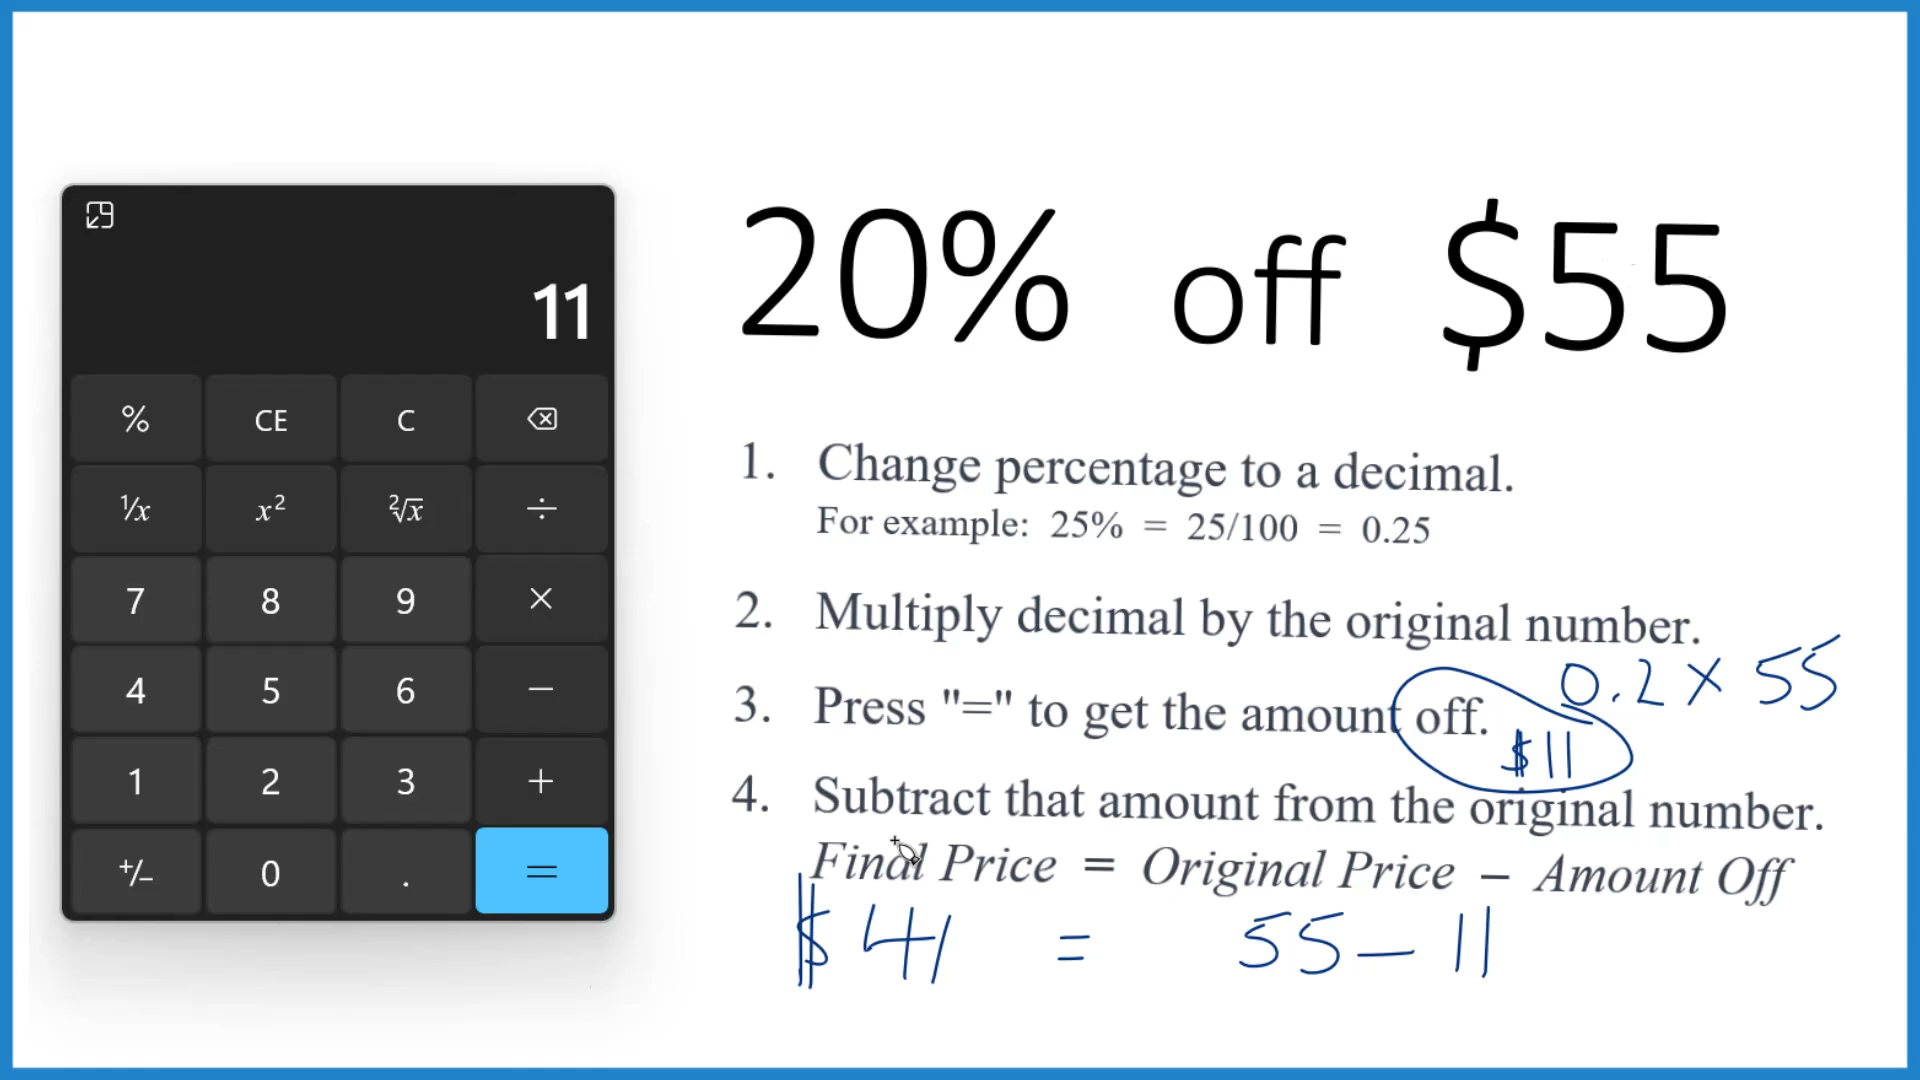 11
% CE C
1/x x² ²√x ÷
7 8 9 ×
4 5 6 −
1 2 3 +
+/− 0 . =
20% off $55
1. Change percentage to a decimal.
For example: 25% = 25/100 = 0.25
2. Multiply decimal by the original number.
0.2 × 55
3. Press "=" to get the amount off.
$11
4. Subtract that amount from the original number.
Final Price = Original Price − Amount Off
$41 = 55 − 11